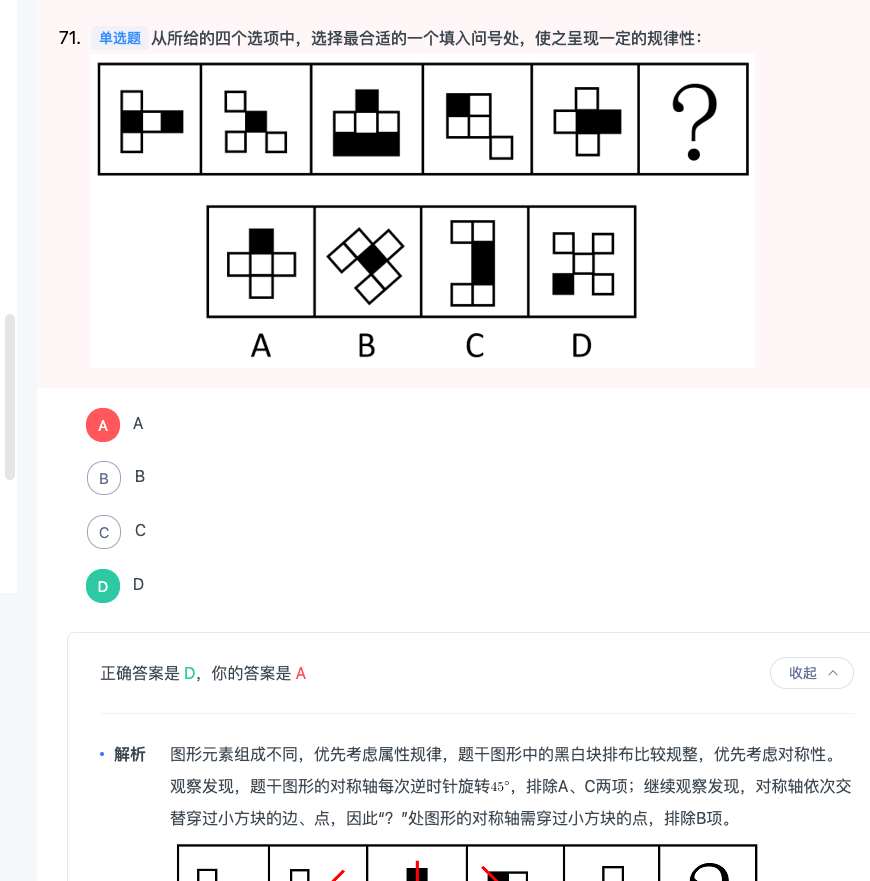 71. 单选题 从所给的四个选项中，选择最合适的一个填入问号处，使之呈现一定的规律性：
?
A B C D
A A
B B
C C
D D
正确答案是 D，你的答案是 A
收起
解析 图形元素组成不同，优先考虑属性规律，题干图形中的黑白块排布比较规整，优先考虑对称性。
观察发现，题干图形的对称轴每次逆时针旋转45°，排除A、C两项；继续观察发现，对称轴依次交
替穿过小方块的边、点，因此“？”处图形的对称轴需穿过小方块的点，排除B项。